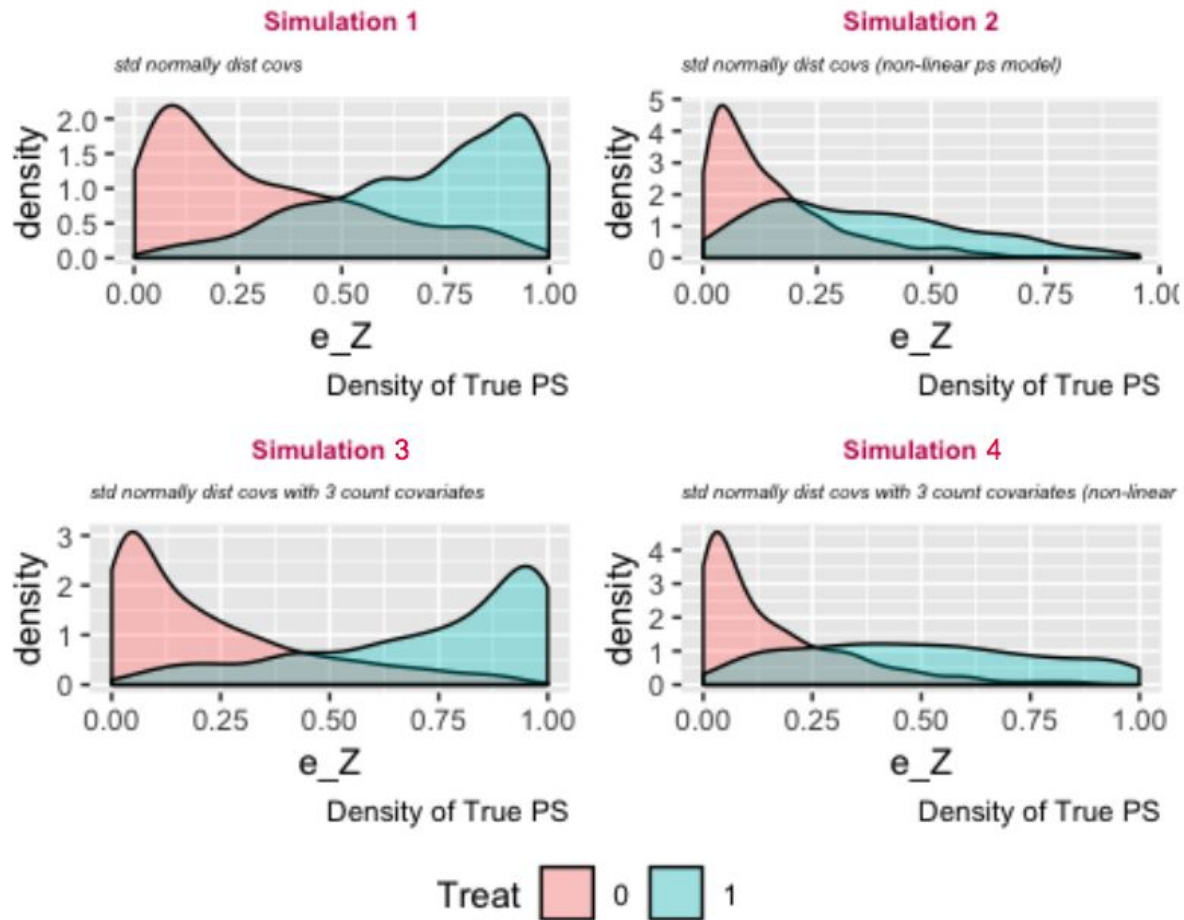 Simulation 1
std normally dist covs
density
2.0
1.5
1.0
0.5
0.0
0.00 0.25 0.50 0.75 1.00
e_Z
Density of True PS
Simulation 2
std normally dist covs (non-linear ps model)
density
5
4
3
2
1
0
0.00 0.25 0.50 0.75 1.0
e_Z
Density of True PS
Simulation 3
std normally dist covs with 3 count covariates
density
3
2
1
0
0.00 0.25 0.50 0.75 1.00
e_Z
Density of True PS
Simulation 4
std normally dist covs with 3 count covariates (non-linear
density
4
3
2
1
0
0.00 0.25 0.50 0.75 1.00
e_Z
Density of True PS
Treat 0 1